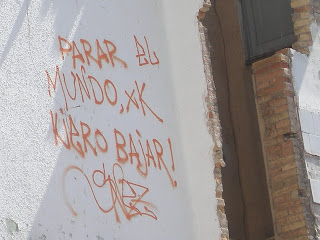 PARAR EL
MUNDO, xK
KIERO BAJAR!